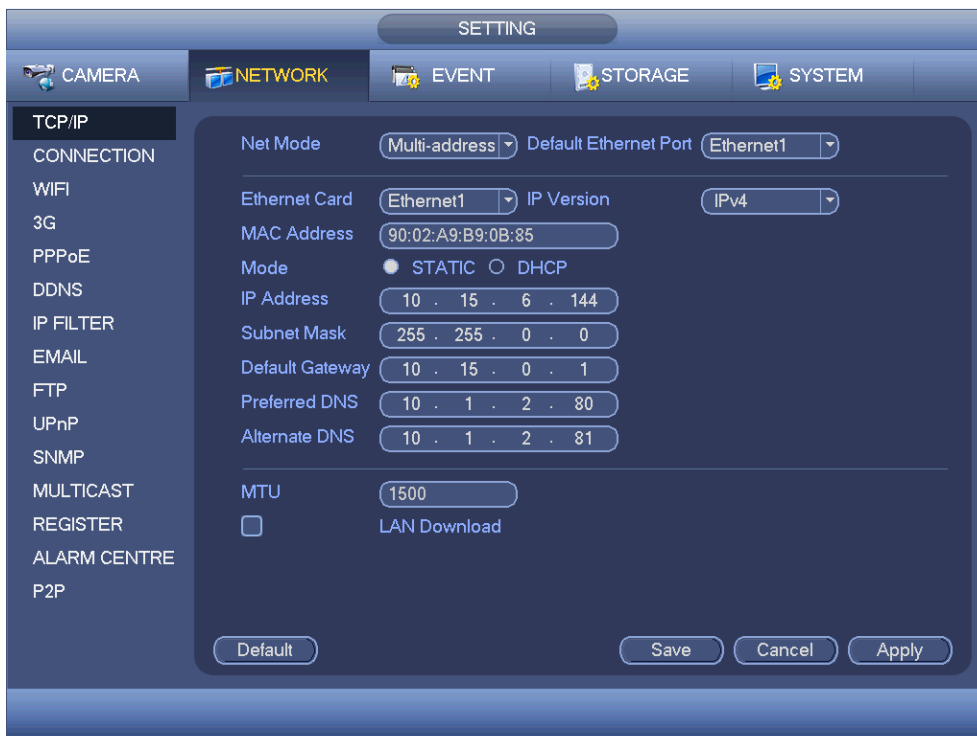 SETTING
CAMERA NETWORK EVENT STORAGE SYSTEM
TCP/IP
CONNECTION
WIFI
3G
PPPoE
DDNS
IP FILTER
EMAIL
FTP
UPnP
SNMP
MULTICAST
REGISTER
ALARM CENTRE
P2P
Net Mode Multi-address Default Ethernet Port Ethernet1
Ethernet Card Ethernet1 IP Version IPv4
MAC Address 90:02:A9:B9:0B:85
Mode STATIC DHCP
IP Address 10 . 15 . 6 . 144
Subnet Mask 255 . 255 . 0 . 0
Default Gateway 10 . 15 . 0 . 1
Preferred DNS 10 . 1 . 2 . 80
Alternate DNS 10 . 1 . 2 . 81
MTU 1500
LAN Download
Default Save Cancel Apply